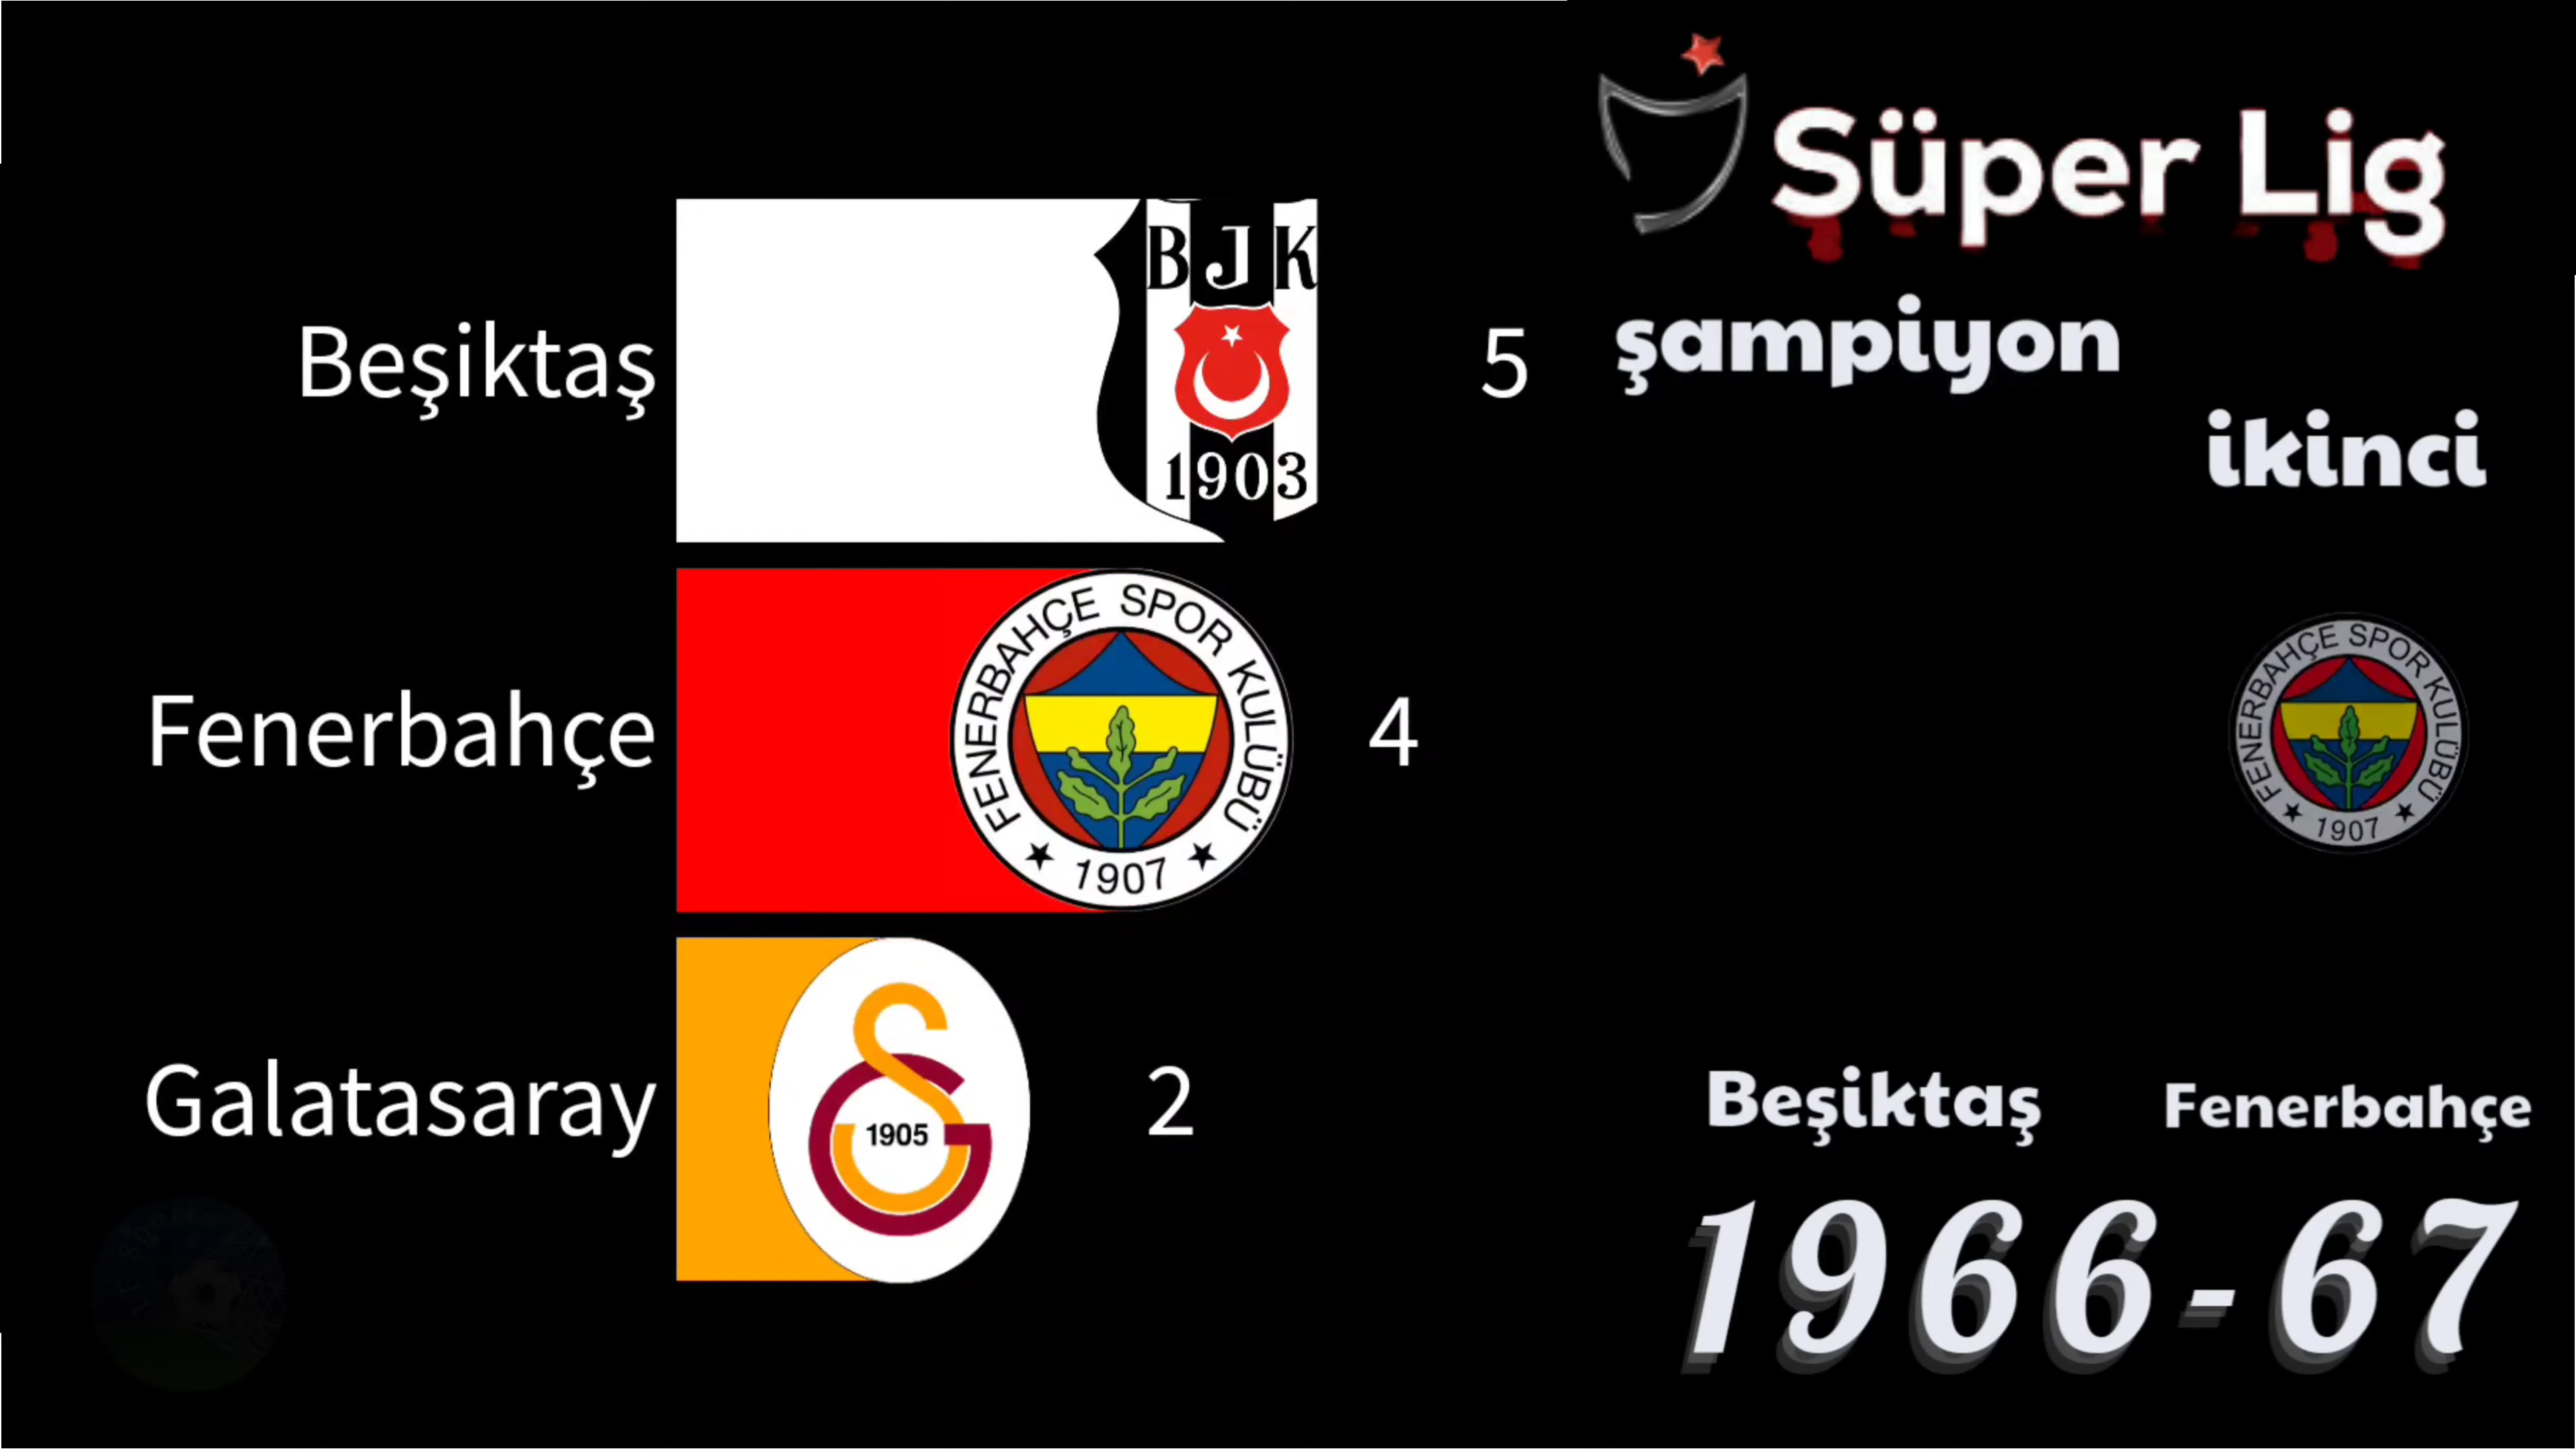 Süper Lig
şampiyon
ikinci
Beşiktaş
BJK
1903
5
Fenerbahçe
FENERBAHÇE SPOR KULÜBÜ
1907
4
FENERBAHÇE SPOR KULÜBÜ
1907
Galatasaray
1905
2
Beşiktaş
Fenerbahçe
1966-67